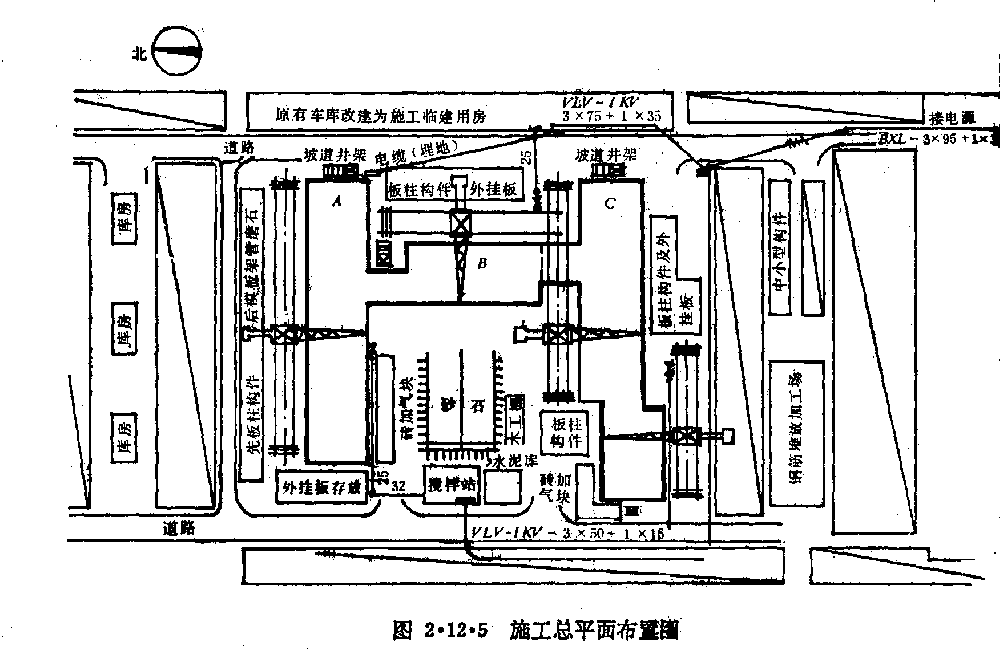 北
原有车库改建为施工临建用房
VLV-1KV
3×75+1×35
接电源
BXL-3×95+1×
道路
坡道井架
电缆(埋地)
25
坡道井架
板柱构件
外挂板
A
B
C
库房
库房
库房
先板柱构件
后模板架管磨石
板柱构件及外
挂板
中小型构件
钢筋堆放加工场
砖加气块
砂
石
木工棚
板柱
构件
水泥库
外挂板存放
25
32
搅拌站
砖加
气块
道路
VLV-1KV-3×50+1×16
图 2·12·5 施工总平面布置图